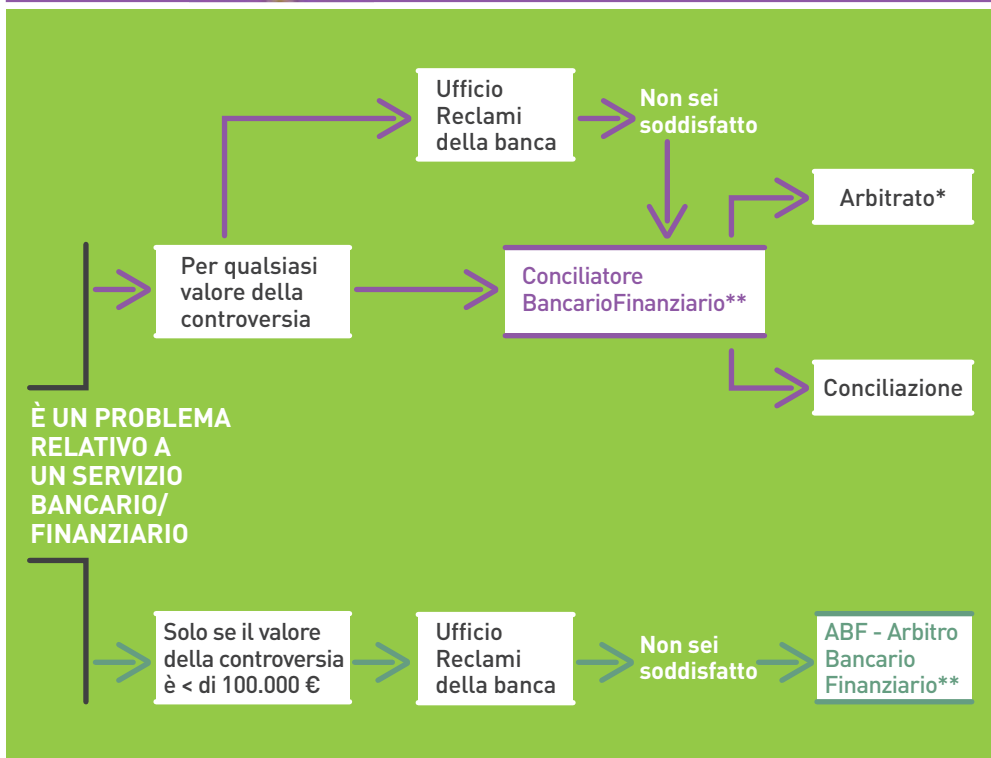 Ufficio
Reclami
della banca
Non sei
soddisfatto
Arbitrato*
Per qualsiasi
valore della
controversia
Conciliatore
BancarioFinanziario**
Conciliazione
È UN PROBLEMA
RELATIVO A
UN SERVIZIO
BANCARIO/
FINANZIARIO
Solo se il valore
della controversia
è < di 100.000 €
Ufficio
Reclami
della banca
Non sei
soddisfatto
ABF - Arbitro
Bancario
Finanziario**